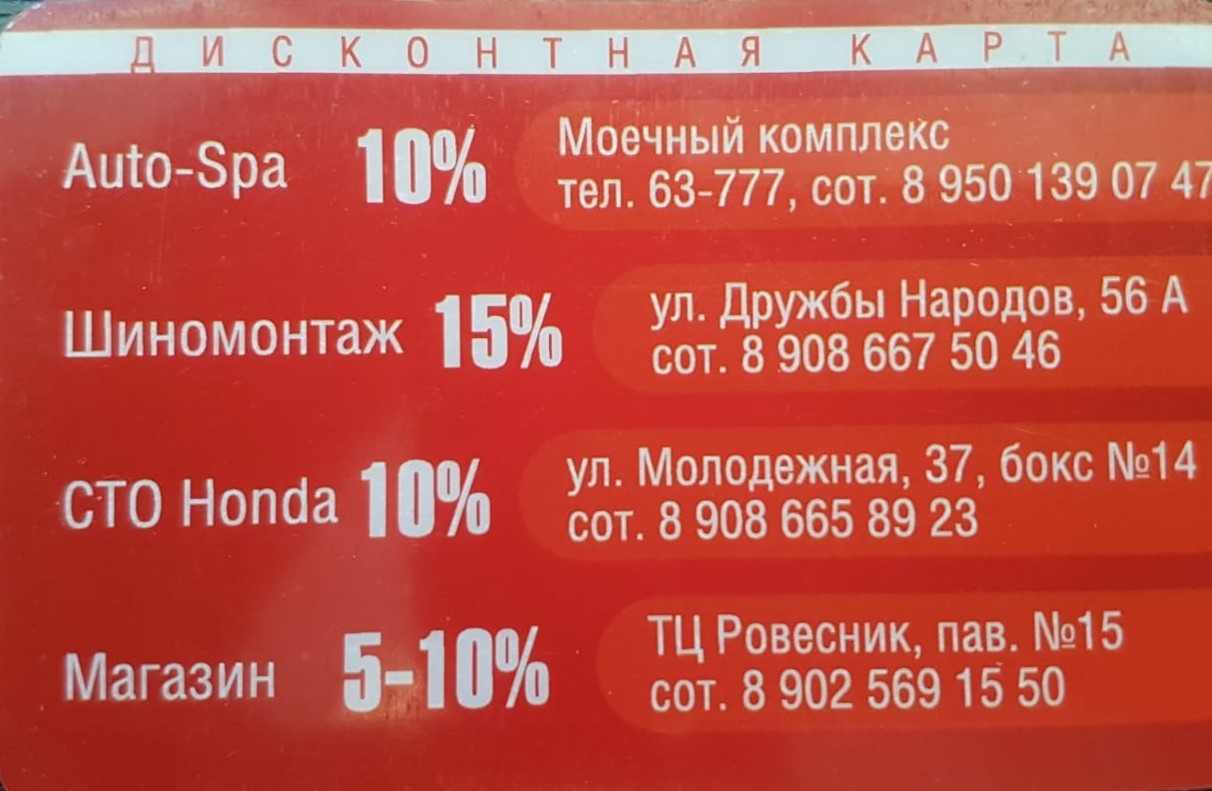 ДИСКОНТНАЯ КАРТА
Auto-Spa 10% Моечный комплекс
тел. 63-777, сот. 8 950 139 07 47
Шиномонтаж 15% ул. Дружбы Народов, 56 А
сот. 8 908 667 50 46
СТО Honda 10% ул. Молодежная, 37, бокс №14
сот. 8 908 665 89 23
Магазин 5-10% ТЦ Ровесник, пав. №15
сот. 8 902 569 15 50